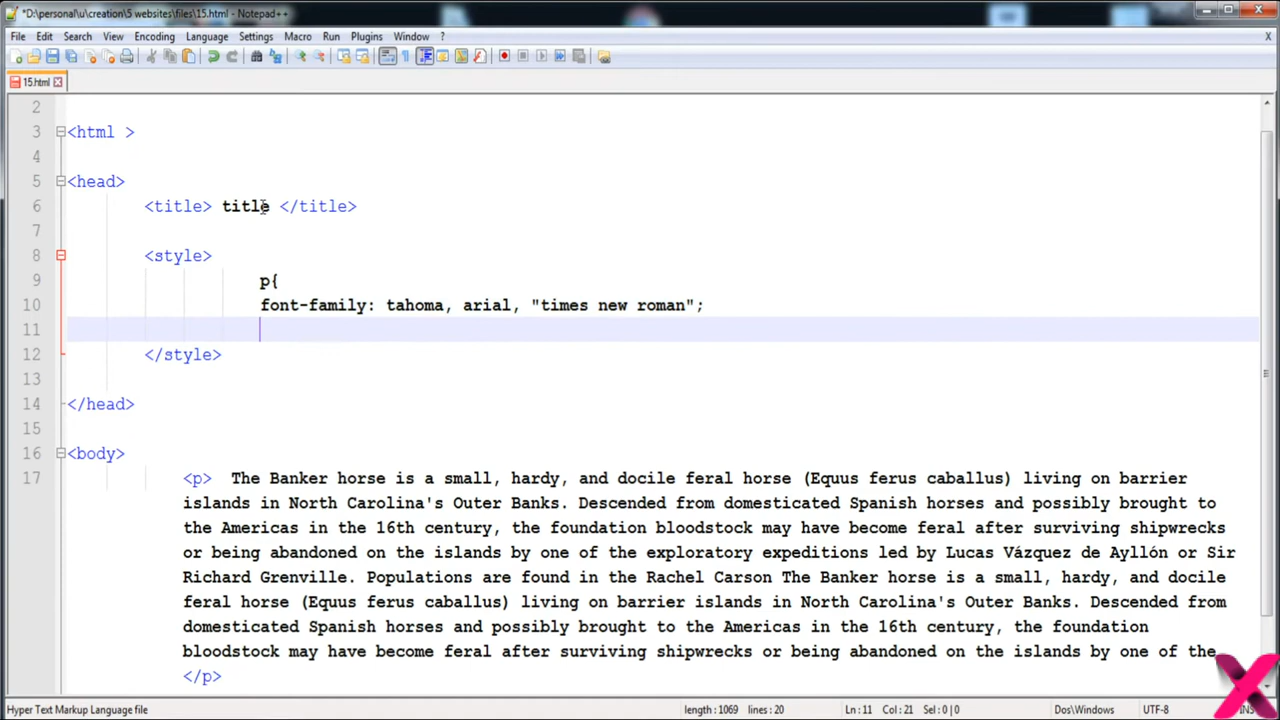 *D:\personal\u\creation\5 websites\files\15.html - Notepad++
File Edit Search View Encoding Language Settings Macro Run Plugins Window ? X
15.html
2
3 <html >
4
5 <head>
6 <title> title </title>
7
8 <style>
9 p{
10 font-family: tahoma, arial, "times new roman";
11
12 </style>
13
14 </head>
15
16 <body>
17 <p> The Banker horse is a small, hardy, and docile feral horse (Equus ferus caballus) living on barrier
islands in North Carolina's Outer Banks. Descended from domesticated Spanish horses and possibly brought to
the Americas in the 16th century, the foundation bloodstock may have become feral after surviving shipwrecks
or being abandoned on the islands by one of the exploratory expeditions led by Lucas Vázquez de Ayllón or Sir
Richard Grenville. Populations are found in the Rachel Carson The Banker horse is a small, hardy, and docile
feral horse (Equus ferus caballus) living on barrier islands in North Carolina's Outer Banks. Descended from
domesticated Spanish horses and possibly brought to the Americas in the 16th century, the foundation
bloodstock may have become feral after surviving shipwrecks or being abandoned on the islands by one of the
</p>
Hyper Text Markup Language file length : 1069 lines : 20 Ln : 11 Col : 21 Sel : 0 | 0 Dos\Windows UTF-8 INS